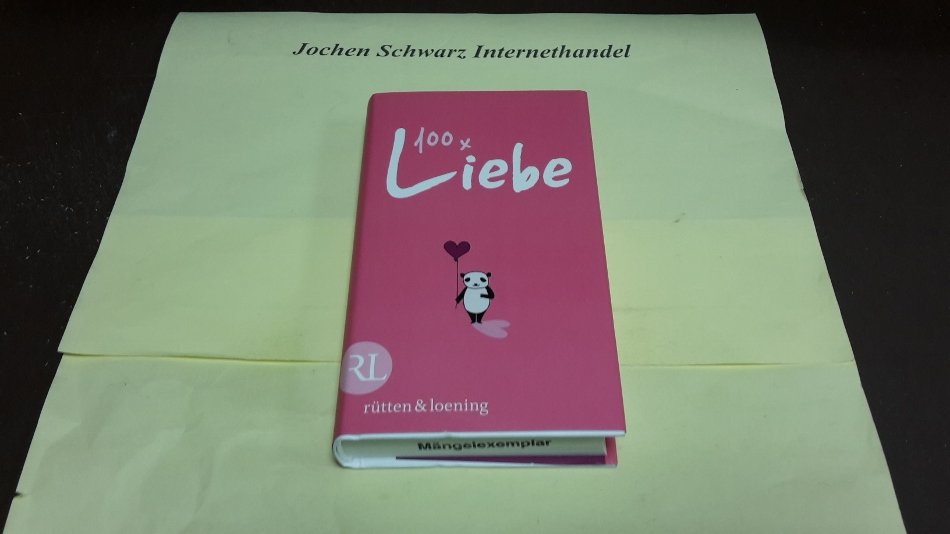 Jochen Schwarz Internethandel
100 x
Liebe
RL
rütten & loening
Mängelexemplar